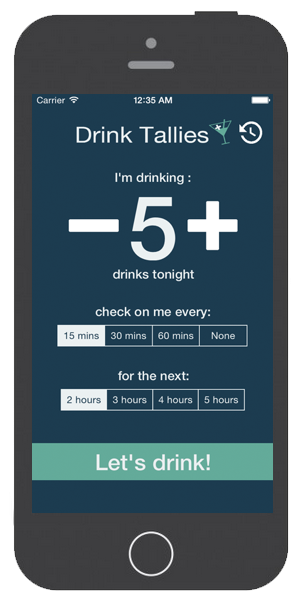 Carrier 12:35 AM
Drink Tallies
I'm drinking :
− 5 +
drinks tonight
check on me every:
15 mins 30 mins 60 mins None
for the next:
2 hours 3 hours 4 hours 5 hours
Let's drink!